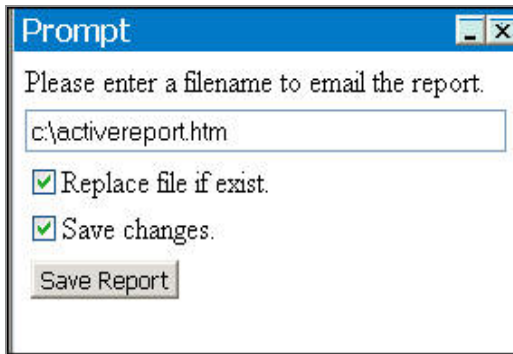 Prompt
Please enter a filename to email the report.
c:\activereport.htm
Replace file if exist.
Save changes.
Save Report